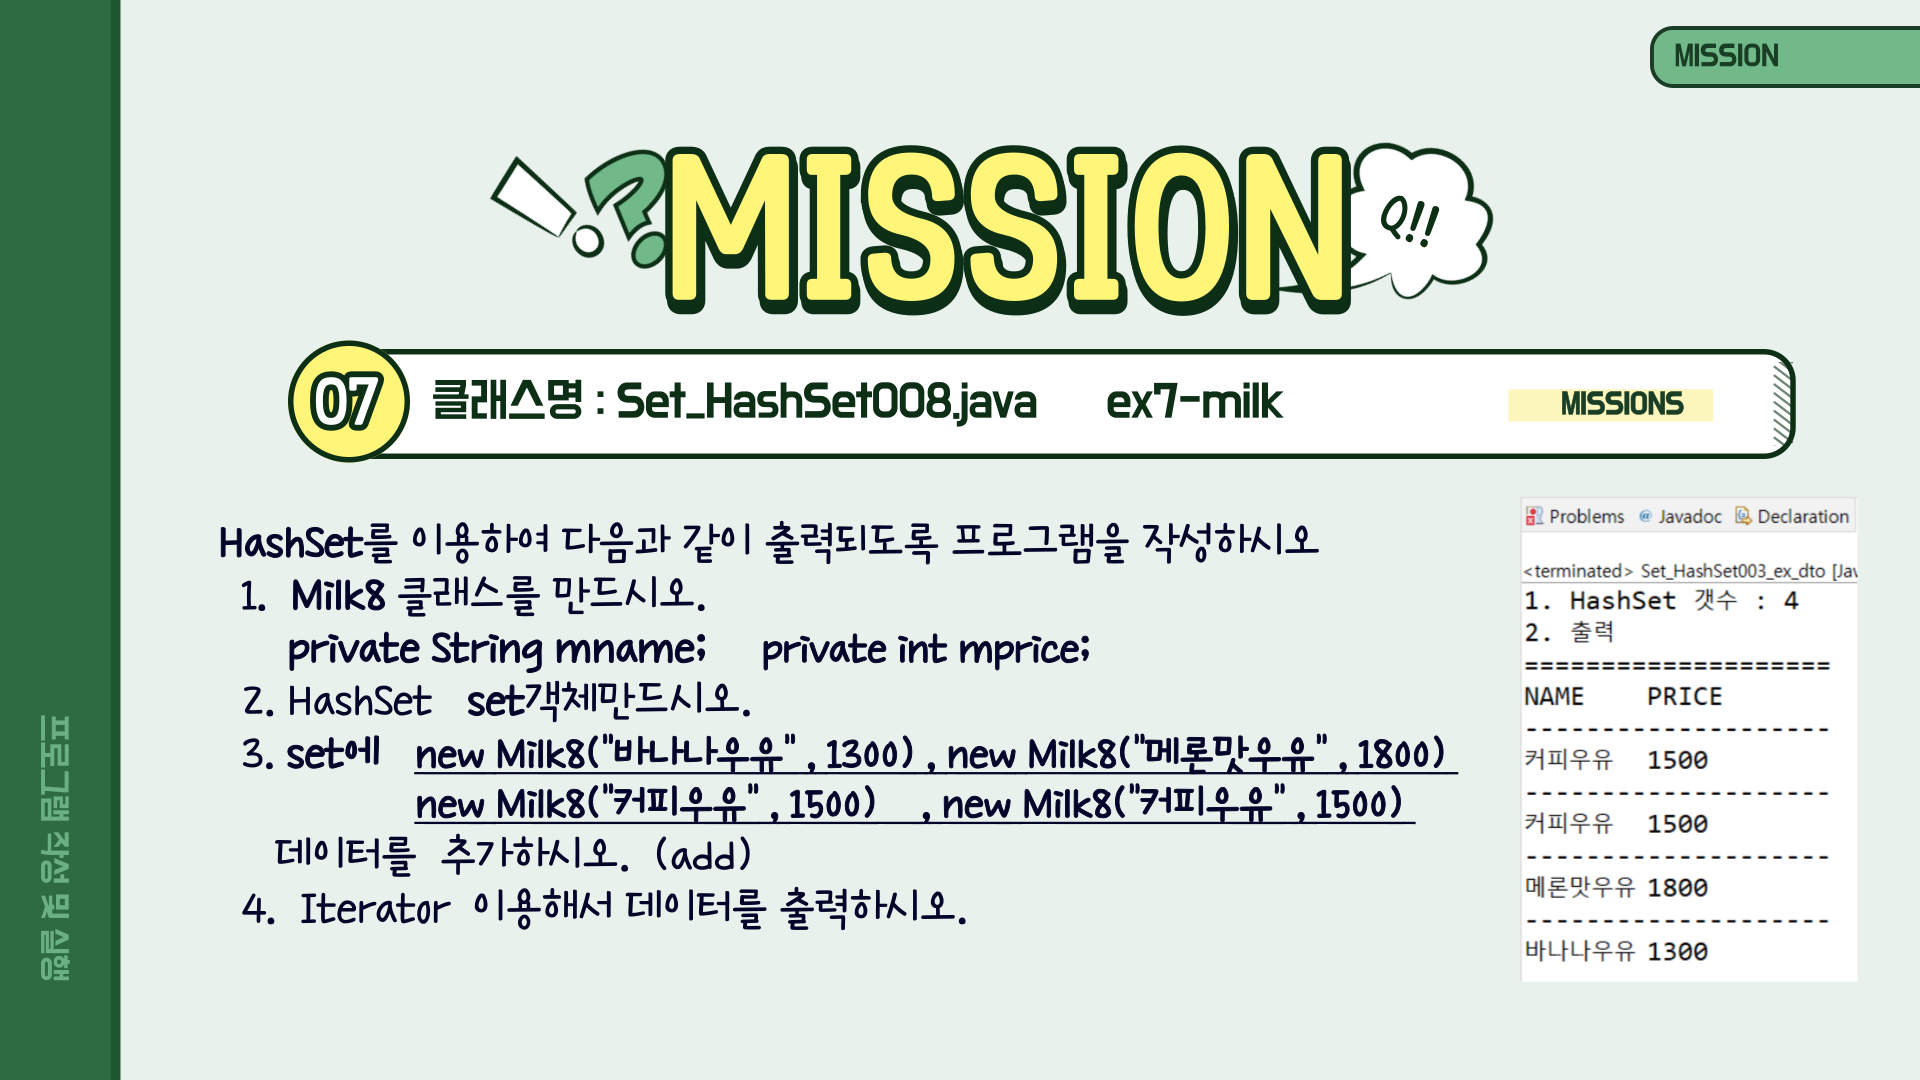 MISSION
MISSION
Q!!
07 클래스명 : Set_HashSet008.java ex7-milk MISSIONS
HashSet를 이용하여 다음과 같이 출력되도록 프로그램을 작성하시오
1. Milk8 클래스를 만드시오.
private String mname; private int mprice;
2. HashSet set객체만드시오.
3. set에 new Milk8("바나나우유" , 1300) , new Milk8("메론맛우유" , 1800)
new Milk8("커피우유" , 1500) , new Milk8("커피우유" , 1500)
데이터를 추가하시오. (add)
4. Iterator 이용해서 데이터를 출력하시오.
Problems @ Javadoc Declaration
<terminated> Set_HashSet003_ex_dto [Jav
1. HashSet 갯수 : 4
2. 출력
====================
NAME PRICE
--------------------
커피우유 1500
--------------------
커피우유 1500
--------------------
메론맛우유 1800
--------------------
바나나우유 1300
프로그램 작성 및 실행